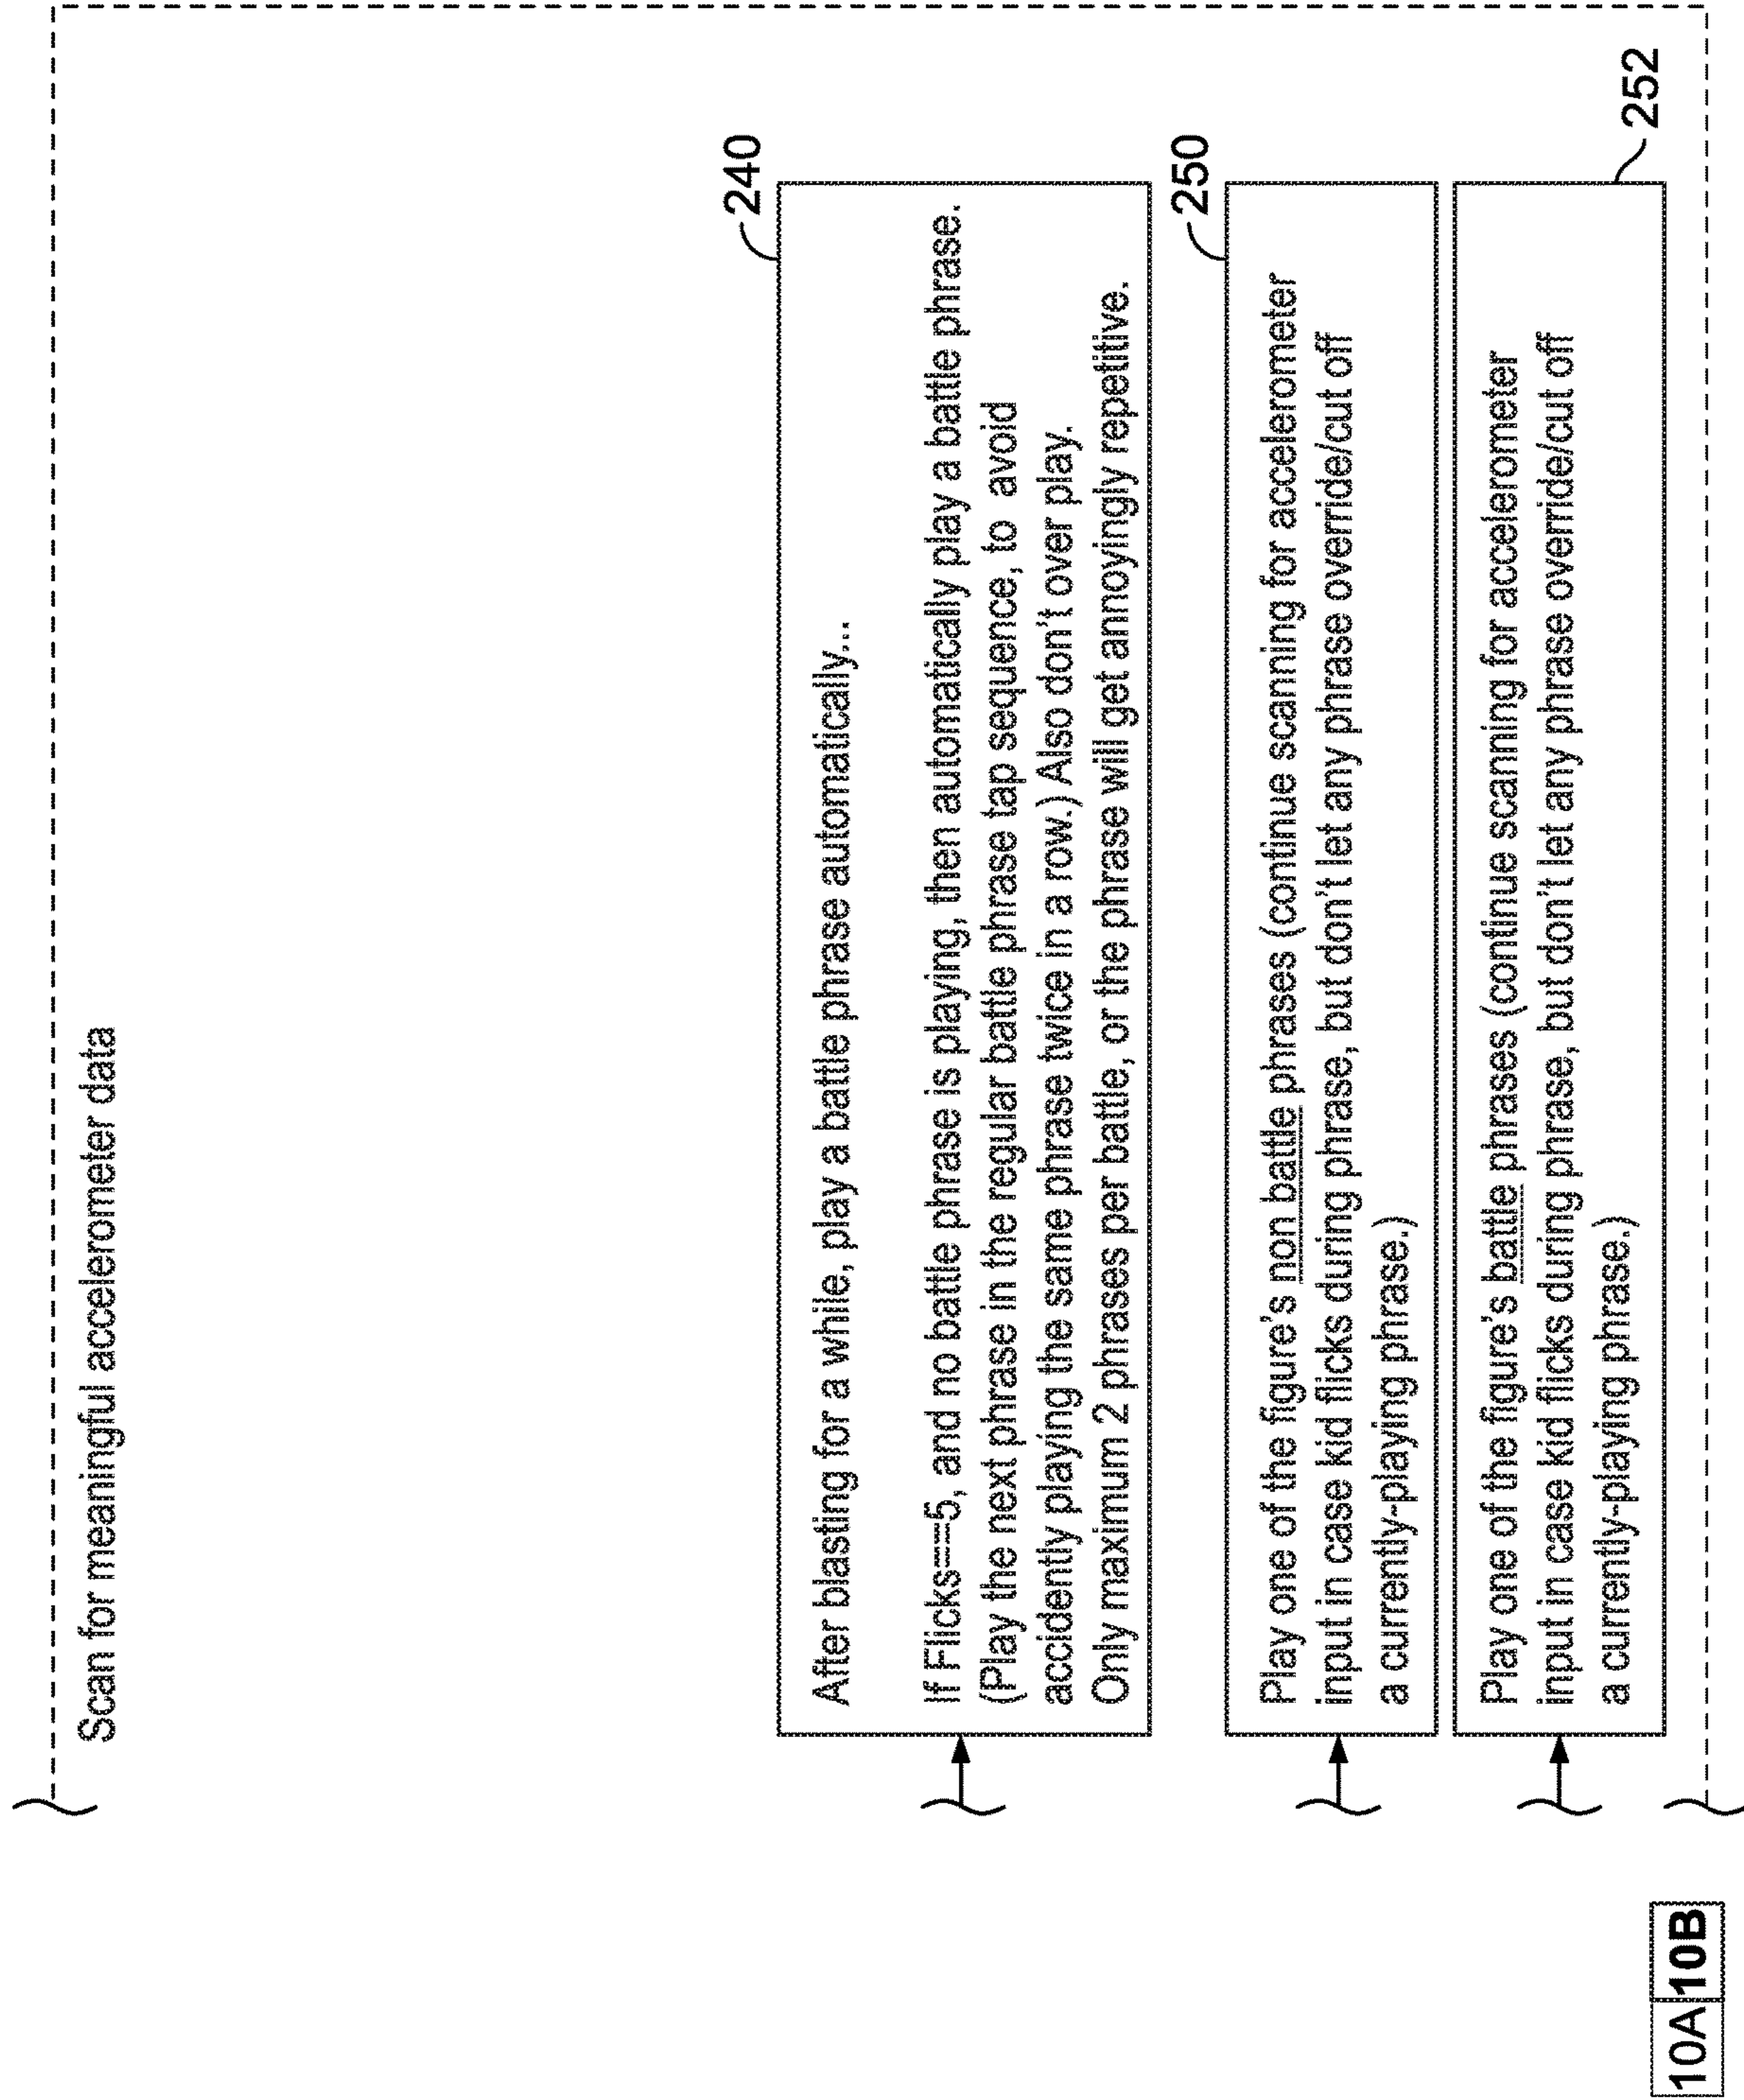 Scan for meaningful accelerometer data
240
After blasting for a while, play a battle phrase automatically...
If Flicks==5, and no battle phrase is playing, then automatically play a battle phrase.
(Play the next phrase in the regular battle phrase tap sequence, to avoid
accidently playing the same phrase twice in a row.) Also don't over play.
Only maximum 2 phrases per battle, or the phrase will get annoyingly repetitive.
250
Play one of the figure's non battle phrases (continue scanning for accelerometer
input in case kid flicks during phrase, but don't let any phrase override/cut off
a currently-playing phrase.)
252
Play one of the figure's battle phrases (continue scanning for accelerometer
input in case kid flicks during phrase, but don't let any phrase override/cut off
a currently-playing phrase.)
10A 10B